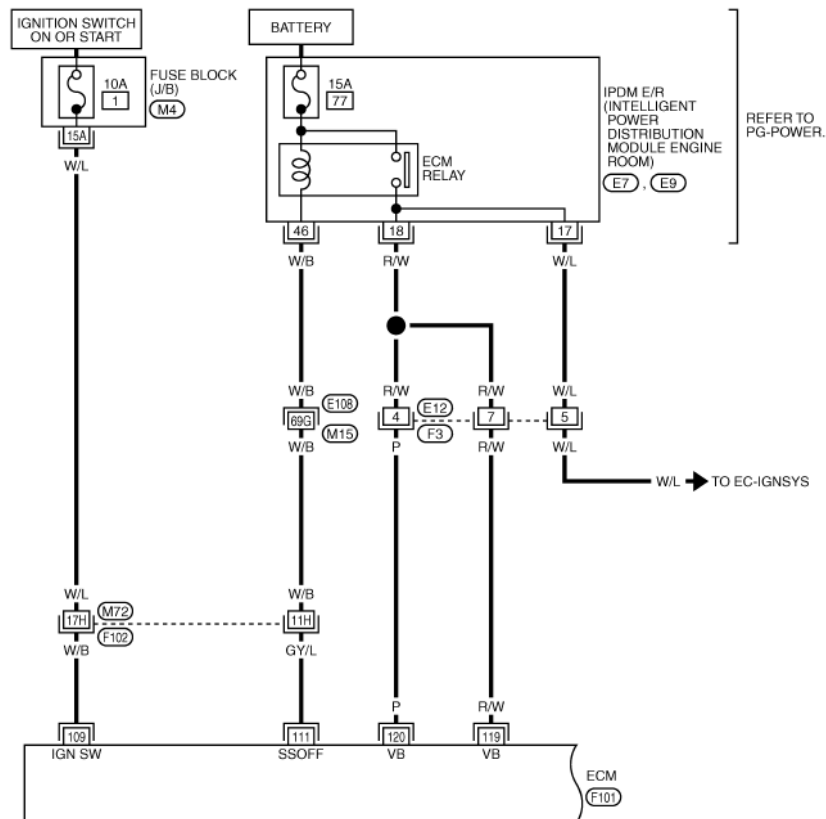 IGNITION SWITCH
ON OR START
BATTERY
10A
1
FUSE BLOCK
(J/B)
M4
15A
77
IPDM E/R
(INTELLIGENT
POWER
DISTRIBUTION
MODULE ENGINE
ROOM)
E7 , E9
REFER TO
PG-POWER.
15A
ECM
RELAY
46
18
17
W/L
W/B
R/W
W/L
W/B
R/W
R/W
W/L
69G
E108
M15
4
E12
F3
7
5
W/B
P
R/W
W/L
W/L
TO EC-IGNSYS
W/L
W/B
17H
M72
F102
11H
W/B
GY/L
P
R/W
109
111
120
119
IGN SW
SSOFF
VB
VB
ECM
F101